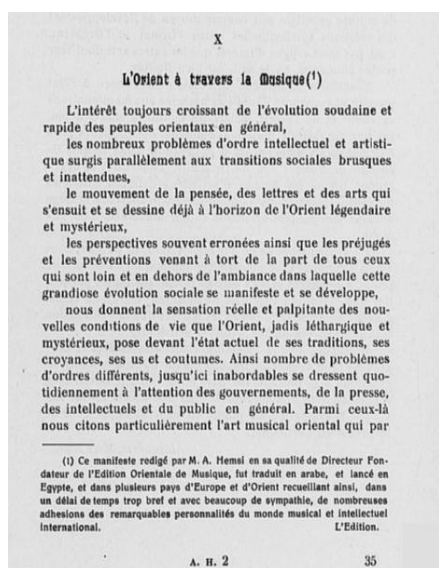 X
L'Orient à travers la Musique(¹)
L'intérêt toujours croissant de l'évolution soudaine et
rapide des peuples orientaux en général,
les nombreux problèmes d'ordre intellectuel et artisti-
que surgis parallèlement aux transitions sociales brusques
et inattendues,
le mouvement de la pensée, des lettres et des arts qui
s'ensuit et se dessine déjà à l'horizon de l'Orient légendaire
et mystérieux,
les perspectives souvent erronées ainsi que les préjugés
et les préventions venant à tort de la part de tous ceux
qui sont loin et en dehors de l'ambiance dans laquelle cette
grandiose évolution sociale se manifeste et se développe,
nous donnent la sensation réelle et palpitante des nou-
velles conditions de vie que l'Orient, jadis léthargique et
mystérieux, pose devant l'état actuel de ses traditions, ses
croyances, ses us et coutumes. Ainsi nombre de problèmes
d'ordres différents, jusqu'ici inabordables se dressent quo-
tidiennement à l'attention des gouvernements, de la presse,
des intellectuels et du public en général. Parmi ceux-là
nous citons particulièrement l'art musical oriental qui par
(1) Ce manifeste redigé par M. A. Hemsi en sa qualité de Directeur Fon-
dateur de l'Edition Orientale de Musique, fut traduit en arabe, et lancé en
Egypte, et dans plusieurs pays d'Europe et d'Orient recueillant ainsi, dans
un délai de temps trop bref et avec beaucoup de sympathie, de nombreuses
adhesions des remarquables personnalités du monde musical et intellectuel
international. L'Edition.
A. H. 2 35